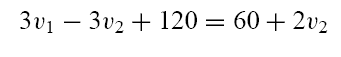 3v₁ − 3v₂ + 120 = 60 + 2v₂